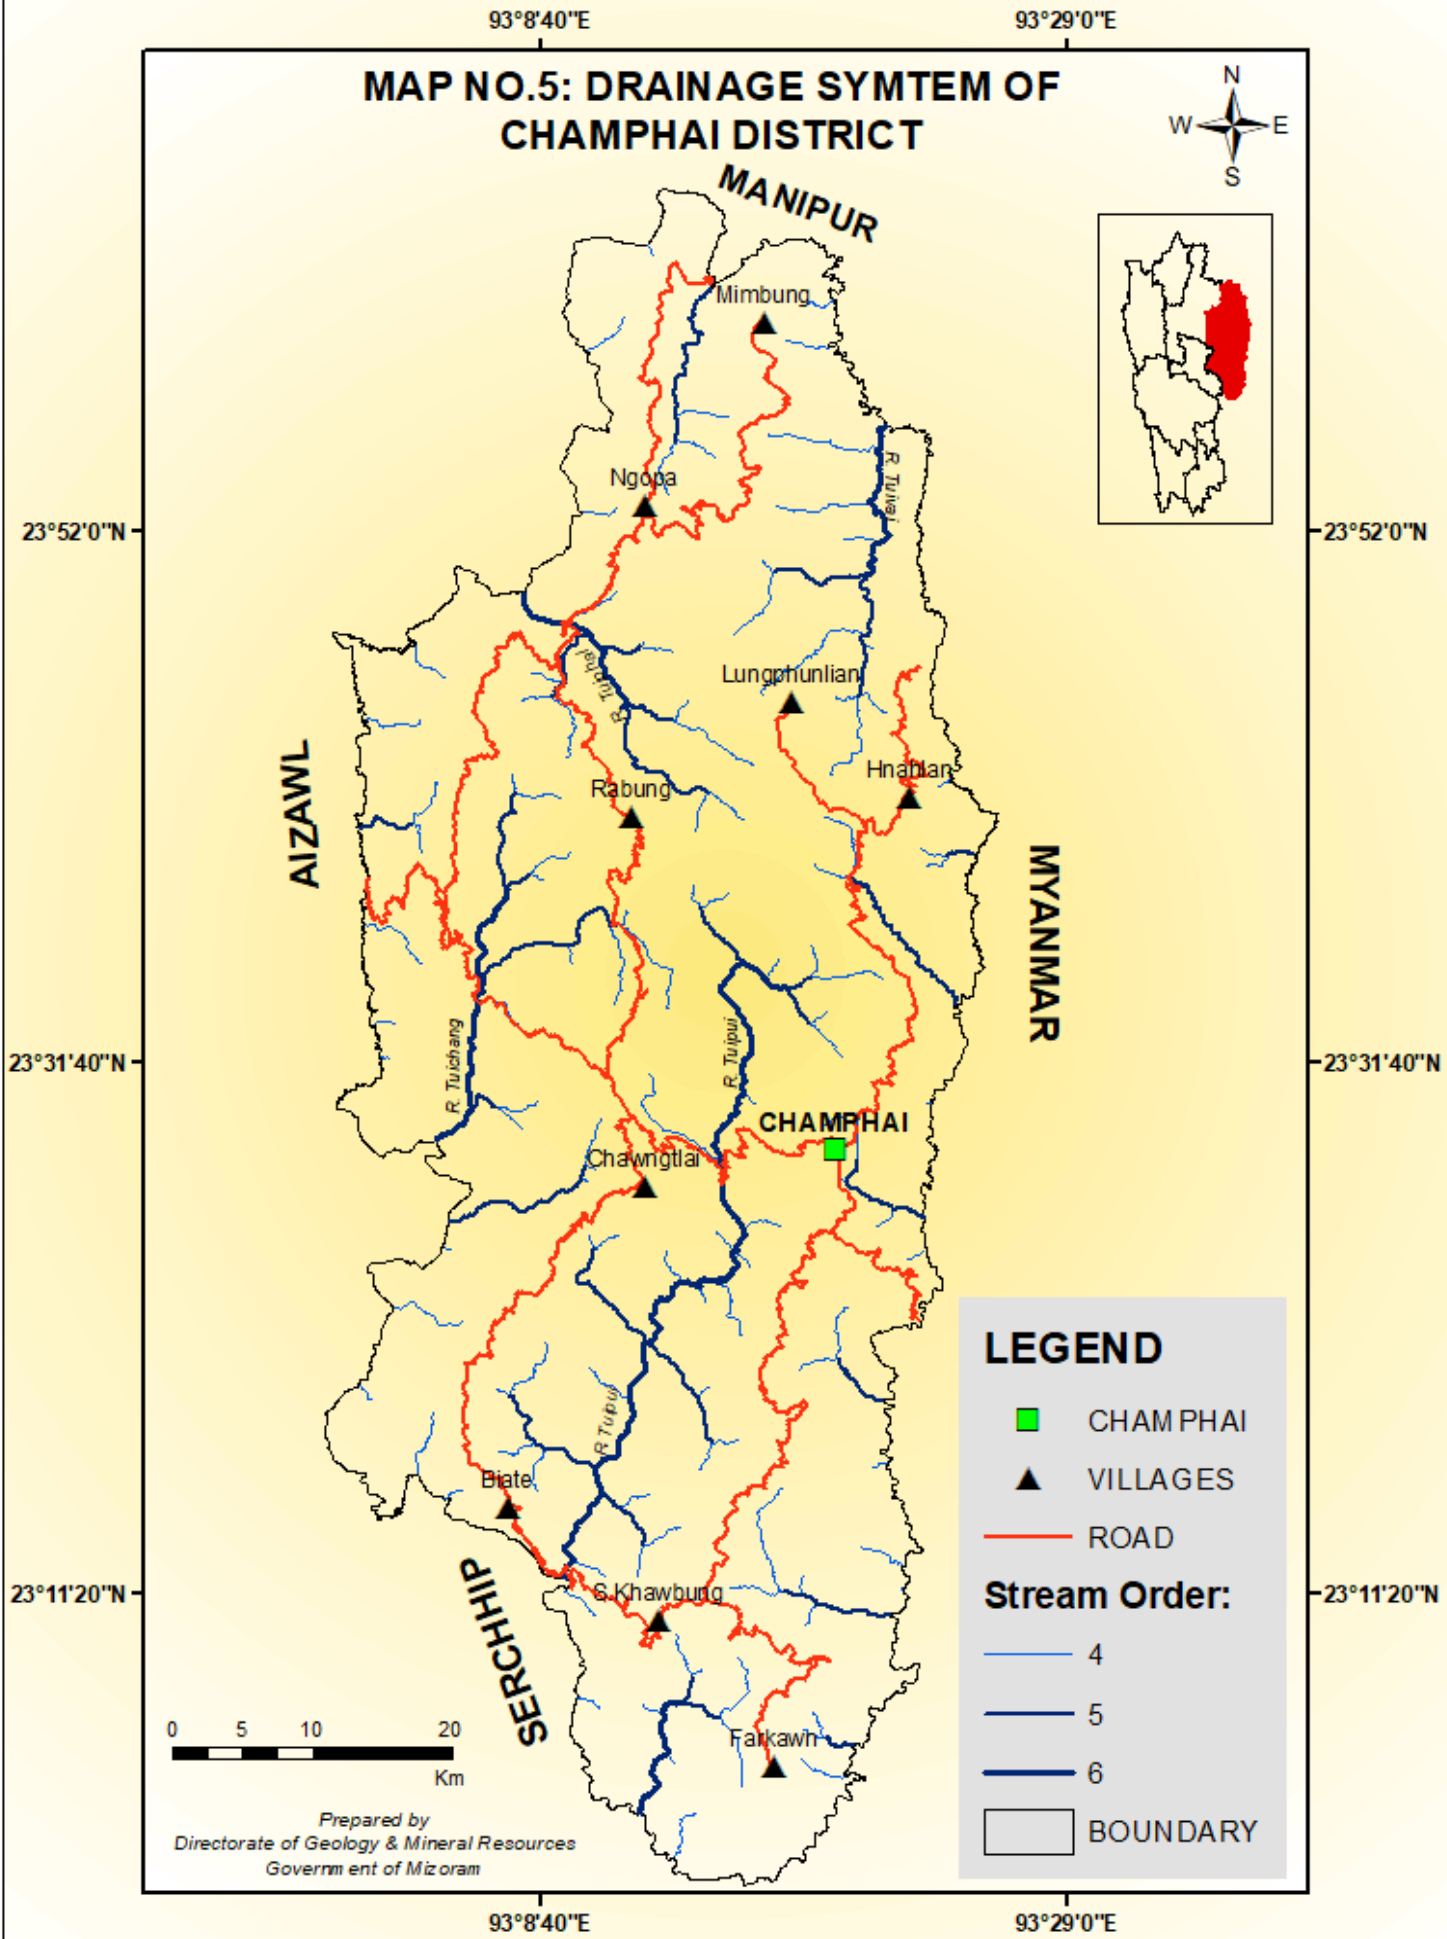 93°8'40"E
93°29'0"E
MAP NO.5: DRAINAGE SYMTEM OF
CHAMPHAI DISTRICT
N
W
E
S
MANIPUR
Mimbung
R. Tuivai
Ngopa
23°52'0"N
23°52'0"N
R. Tuiphal
Lungphunlian
AIZAWL
Hnahlan
Rabung
MYANMAR
R. Tuichang
R. Tuipui
23°31'40"N
23°31'40"N
CHAMPHAI
Chawngtlai
LEGEND
CHAMPHAI
VILLAGES
ROAD
Stream Order:
4
5
6
BOUNDARY
R Tuipui
Biate
SERCHHIP
S.Khawbung
23°11'20"N
23°11'20"N
Farkawh
0 5 10 20
Km
Prepared by
Directorate of Geology & Mineral Resources
Government of Mizoram
93°8'40"E
93°29'0"E